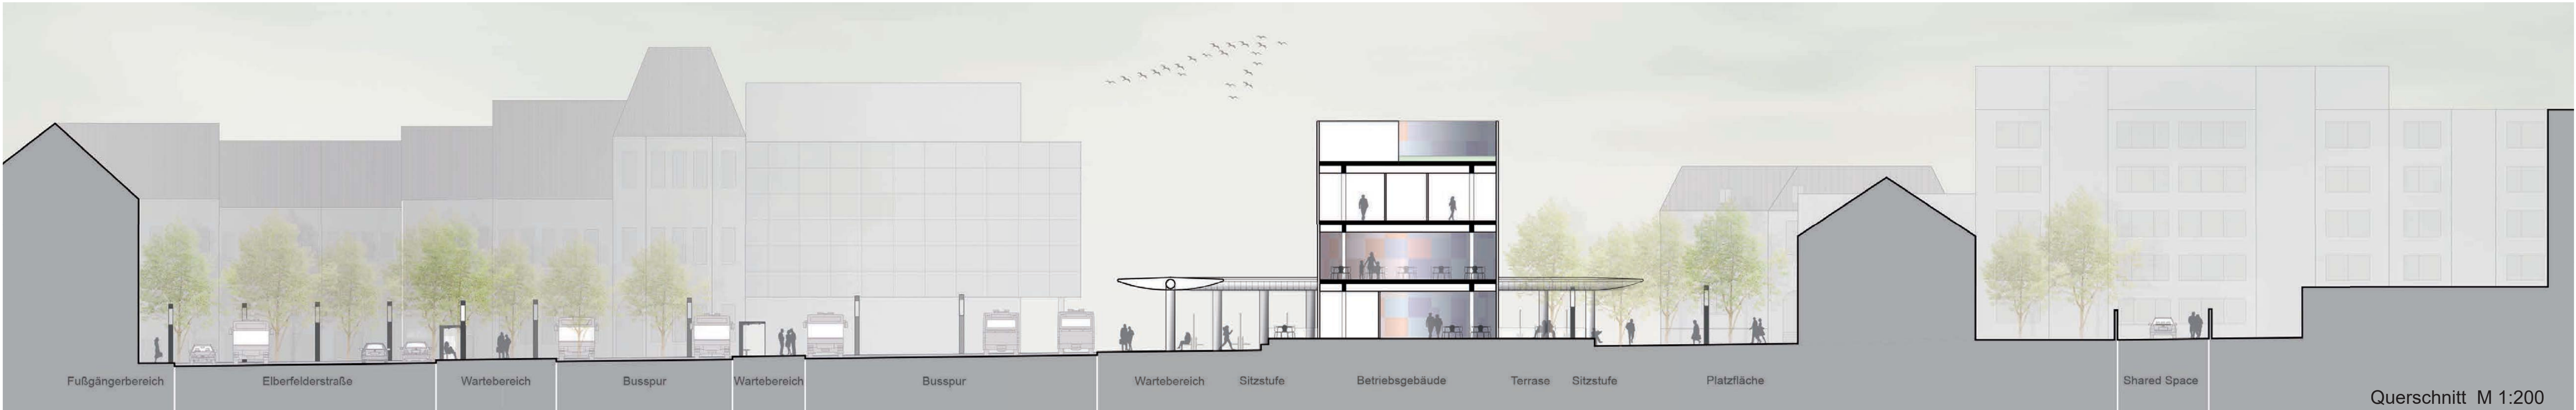 Fußgängerbereich
Elberfelderstraße
Wartebereich
Busspur
Wartebereich
Busspur
Wartebereich
Sitzstufe
Betriebsgebäude
Terrase
Sitzstufe
Platzfläche
Shared Space
Querschnitt M 1:200